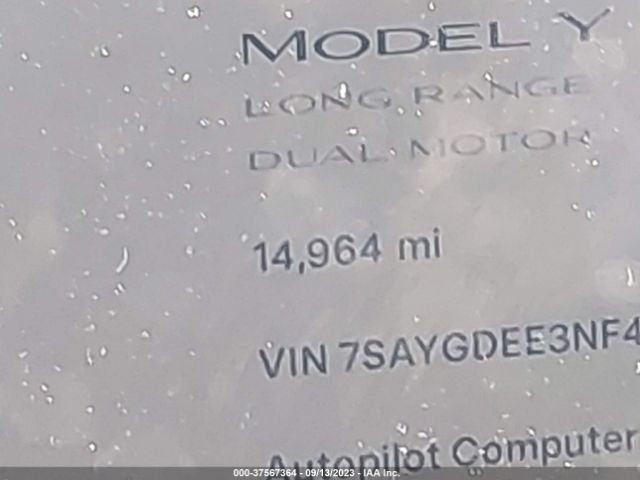 MODEL Y
LONG RANGE
DUAL MOTOR
14,964 mi
VIN 7SAYGDEE3NF4
Autopilot Computer
000-37567364 - 09/13/2023 - IAA Inc.